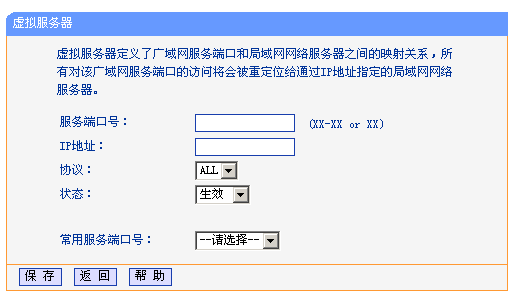 虚拟服务器
虚拟服务器定义了广域网服务端口和局域网网络服务器之间的映射关系，所
有对该广域网服务端口的访问将会被重定位给通过IP地址指定的局域网网络
服务器。
服务端口号： (XX-XX or XX)
IP地址：
协议： ALL
状态： 生效
常用服务端口号： --请选择--
保 存 返 回 帮 助